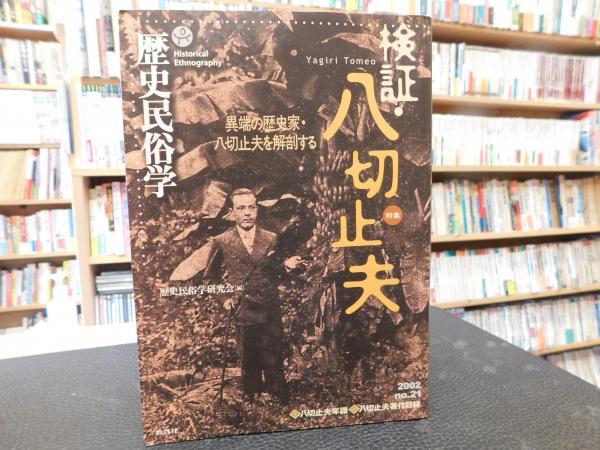 Historical
Ethnography
歴史民俗学
検証・
Yagiri Tomeo
八切止夫
特集
異端の歴史家・
八切止夫を解剖する
歴史民俗学研究会[編]
2002
no.21
八切止夫年譜
八切止夫著作目録
批評社